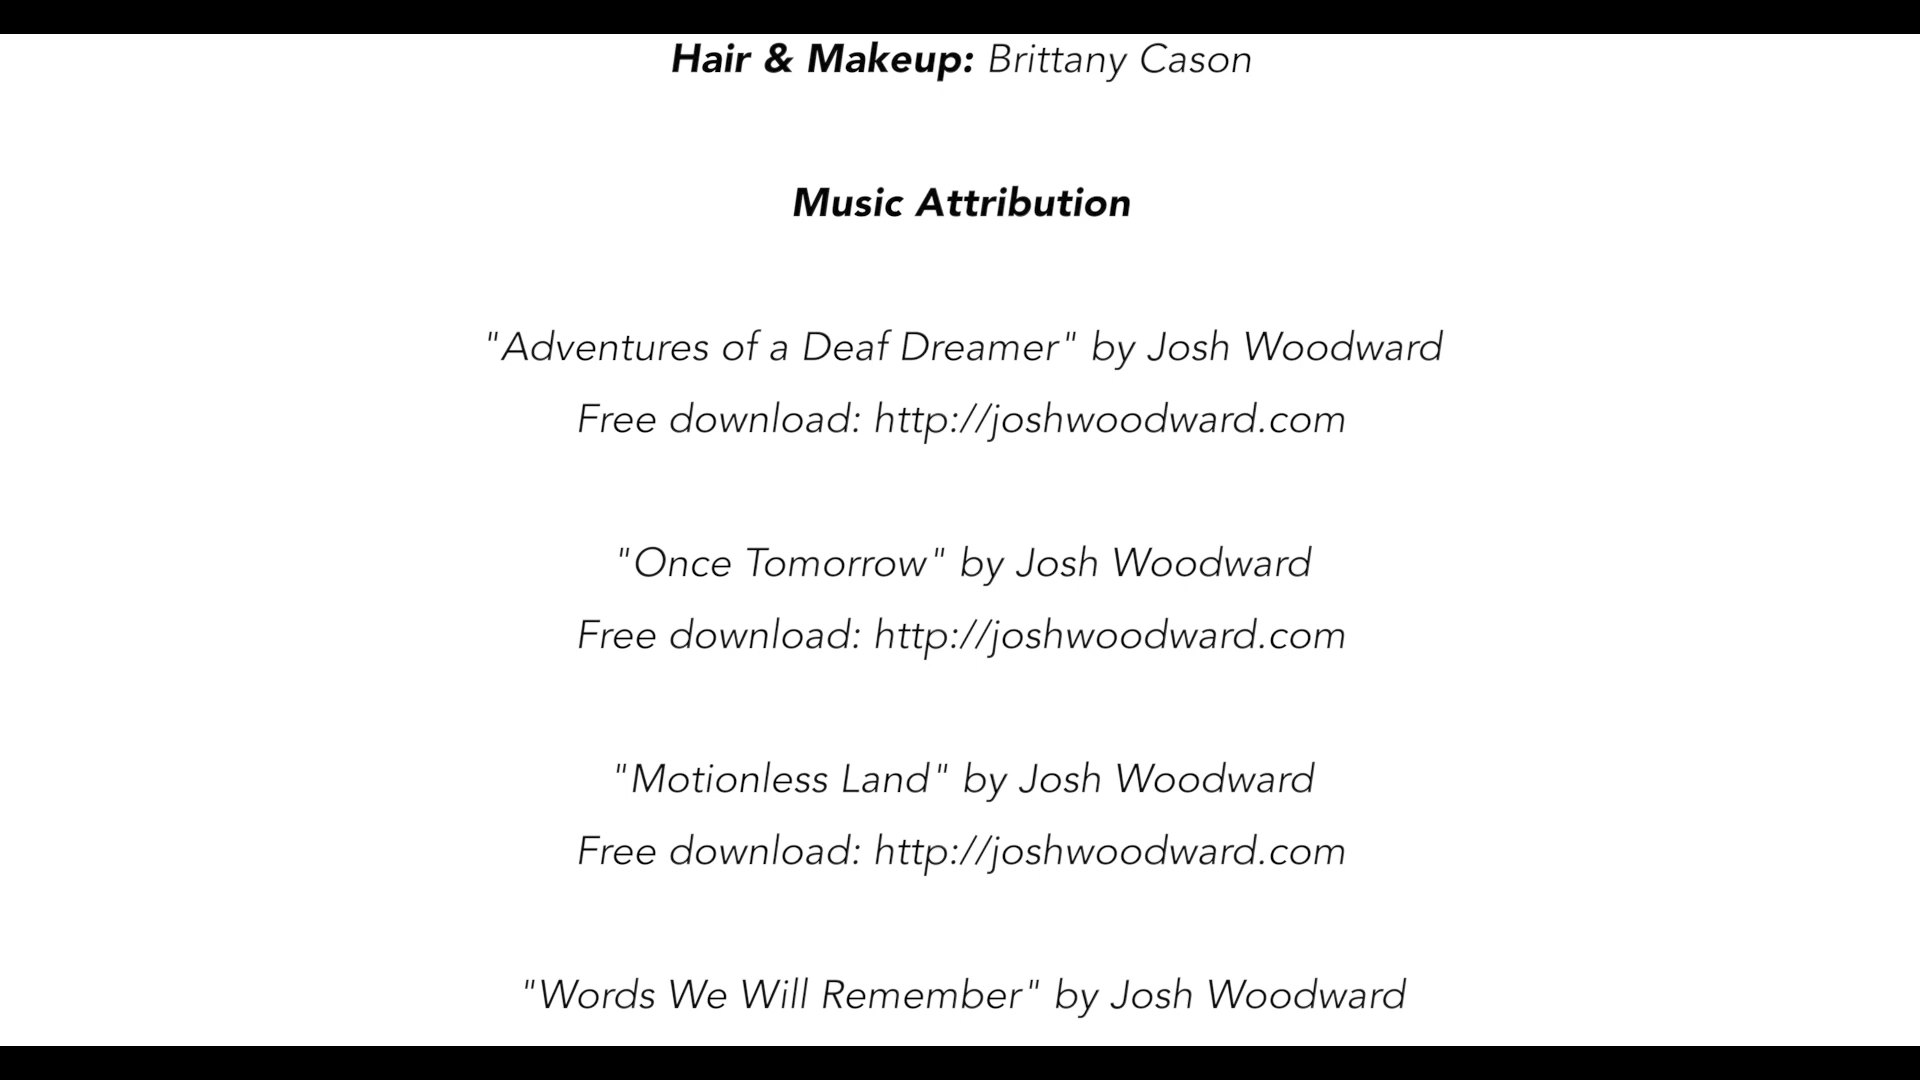 Hair & Makeup: Brittany Cason
Music Attribution
"Adventures of a Deaf Dreamer" by Josh Woodward
Free download: http://joshwoodward.com
"Once Tomorrow" by Josh Woodward
Free download: http://joshwoodward.com
"Motionless Land" by Josh Woodward
Free download: http://joshwoodward.com
"Words We Will Remember" by Josh Woodward